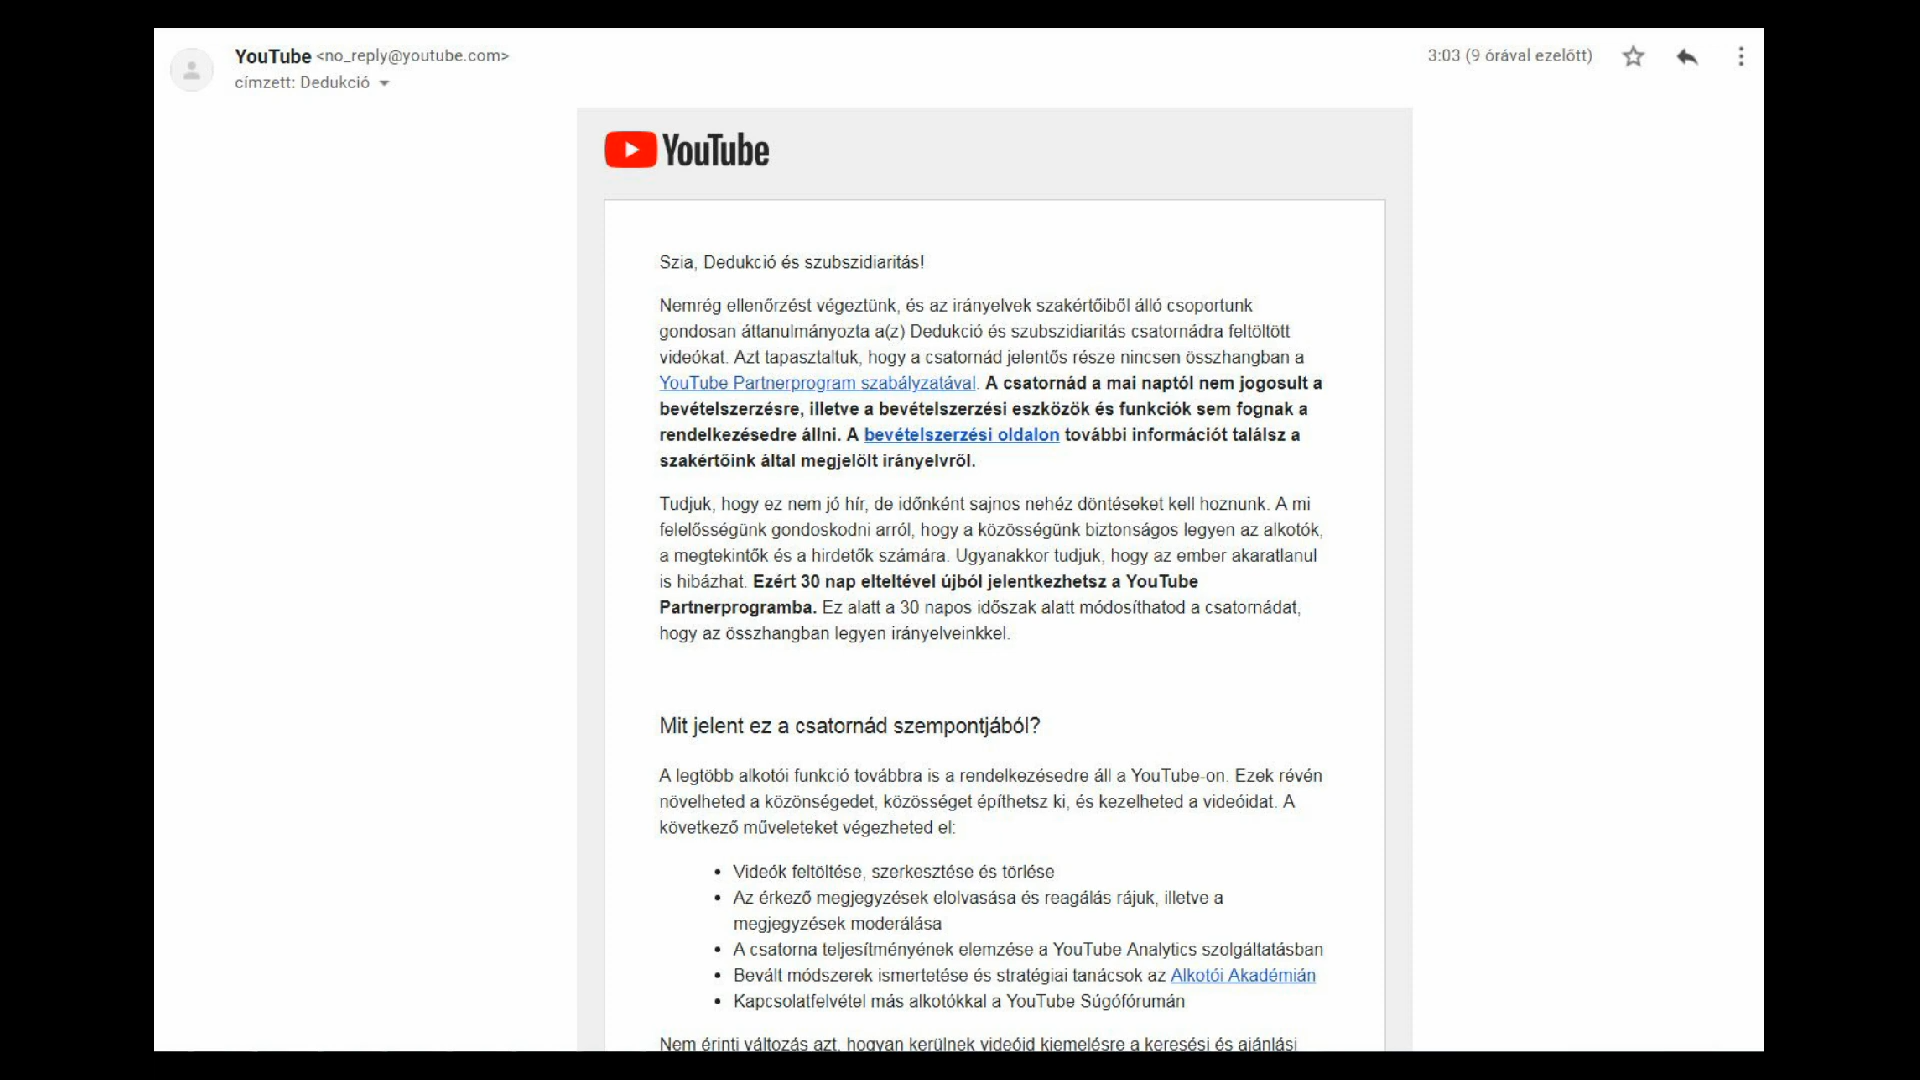 YouTube <no_reply@youtube.com>
3:03 (9 órával ezelőtt)
címzett: Dedukció
YouTube
Szia, Dedukció és szubszidiaritás!
Nemrég ellenőrzést végeztünk, és az irányelvek szakértőiből álló csoportunk
gondosan áttanulmányozta a(z) Dedukció és szubszidiaritás csatornádra feltöltött
videókat. Azt tapasztaltuk, hogy a csatornád jelentős része nincsen összhangban a
YouTube Partnerprogram szabályzatával. A csatornád a mai naptól nem jogosult a
bevételszerzésre, illetve a bevételszerzési eszközök és funkciók sem fognak a
rendelkezésedre állni. A bevételszerzési oldalon további információt találsz a
szakértőink által megjelölt irányelvről.
Tudjuk, hogy ez nem jó hír, de időnként sajnos nehéz döntéseket kell hoznunk. A mi
felelősségünk gondoskodni arról, hogy a közösségünk biztonságos legyen az alkotók,
a megtekintők és a hirdetők számára. Ugyanakkor tudjuk, hogy az ember akaratlanul
is hibázhat. Ezért 30 nap elteltével újból jelentkezhetsz a YouTube
Partnerprogramba. Ez alatt a 30 napos időszak alatt módosíthatod a csatornádat,
hogy az összhangban legyen irányelveinkkel.
Mit jelent ez a csatornád szempontjából?
A legtöbb alkotói funkció továbbra is a rendelkezésedre áll a YouTube-on. Ezek révén
növelheted a közönségedet, közösséget építhetsz ki, és kezelheted a videóidat. A
következő műveleteket végezheted el:
• Videók feltöltése, szerkesztése és törlése
• Az érkező megjegyzések elolvasása és reagálás rájuk, illetve a
megjegyzések moderálása
• A csatorna teljesítményének elemzése a YouTube Analytics szolgáltatásban
• Bevált módszerek ismertetése és stratégiai tanácsok az Alkotói Akadémián
• Kapcsolatfelvétel más alkotókkal a YouTube Súgófórumán
Nem érinti változás azt, hogyan kerülnek videóid kiemelésre a keresési és ajánlási